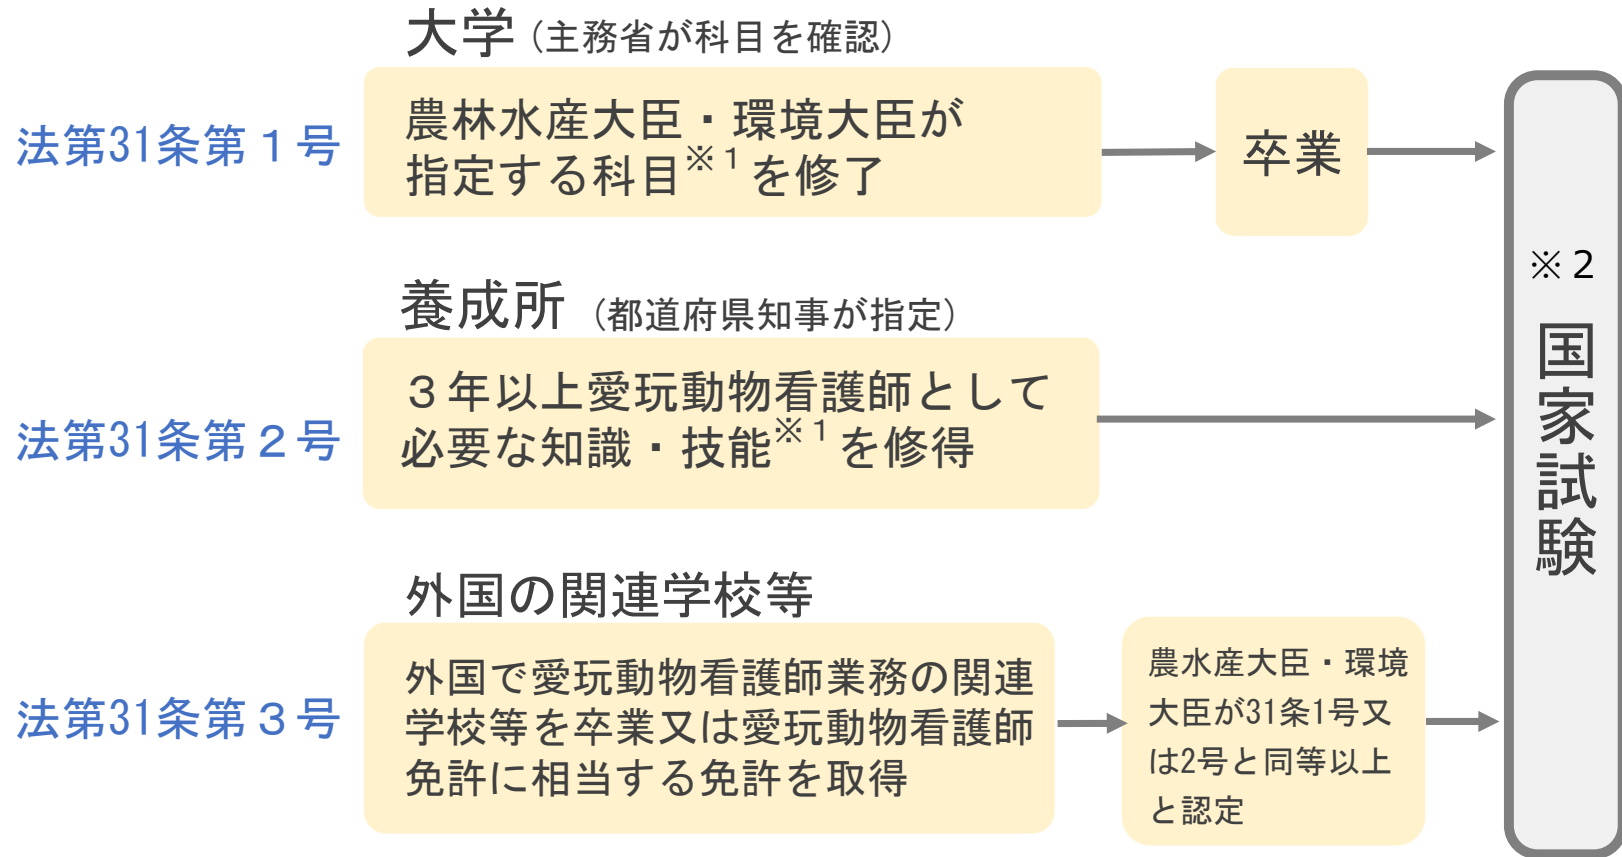 大学(主務省が科目を確認)
法第31条第１号
農林水産大臣・環境大臣が
指定する科目※１を修了
卒業
養成所(都道府県知事が指定)
法第31条第２号
３年以上愛玩動物看護師として
必要な知識・技能※１を修得
外国の関連学校等
法第31条第３号
外国で愛玩動物看護師業務の関連
学校等を卒業又は愛玩動物看護師
免許に相当する免許を取得
農水産大臣・環境
大臣が31条1号又
は2号と同等以上
と認定
※2
国家試験